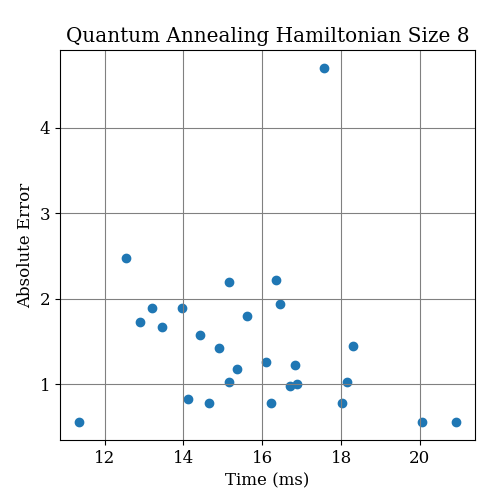 Quantum Annealing Hamiltonian Size 8
Absolute Error
4
3
2
1
12 14 16 18 20
Time (ms)